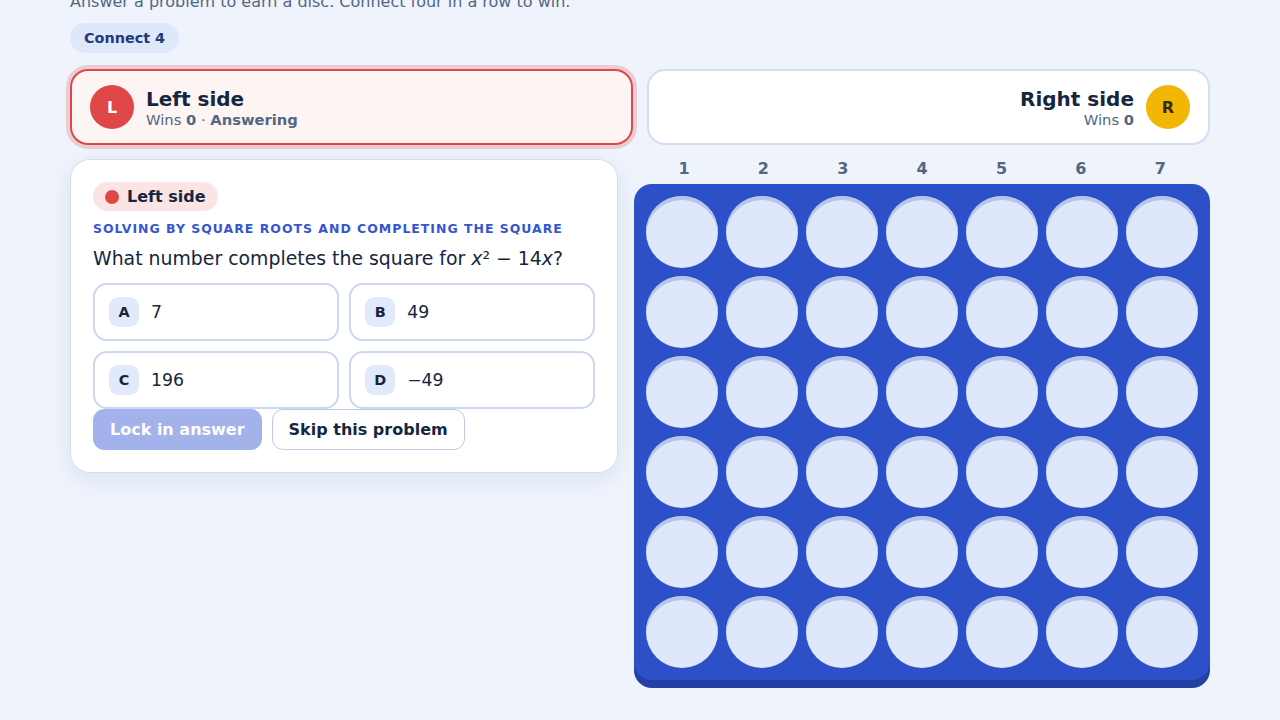 Answer a problem to earn a disc. Connect four in a row to win.
Connect 4
L
Left side
Wins 0 · Answering
Right side
Wins 0
R
Left side
SOLVING BY SQUARE ROOTS AND COMPLETING THE SQUARE
What number completes the square for x² − 14x?
A 7
B 49
C 196
D −49
Lock in answer
Skip this problem
1 2 3 4 5 6 7